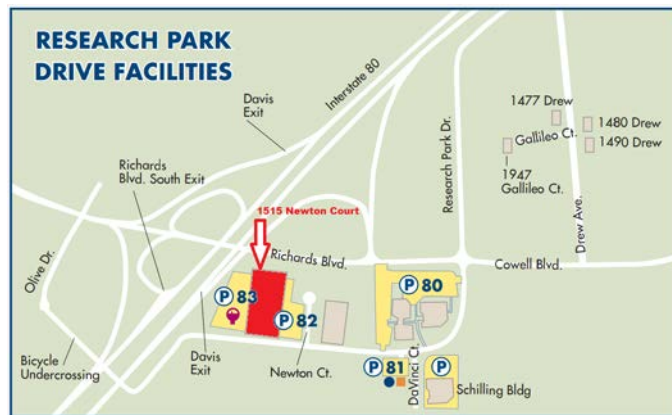 RESEARCH PARK
DRIVE FACILITIES
Interstate 80
Davis
Exit
Richards
Blvd. South Exit
Research Park Dr.
1477 Drew
Gallileo Ct.
1480 Drew
1490 Drew
1947
Gallileo Ct.
Drew Ave.
1515 Newton Court
Olive Dr.
Richards Blvd.
Cowell Blvd.
P 83
P 80
P 82
Bicycle
Undercrossing
Davis
Exit
Newton Ct.
P 81
DaVinci Ct.
P
Schilling Bldg